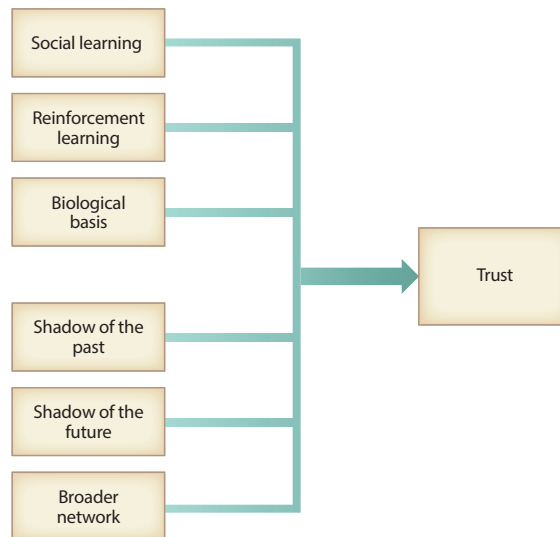 Social learning
Reinforcement
learning
Biological
basis
Trust
Shadow of the
past
Shadow of the
future
Broader
network